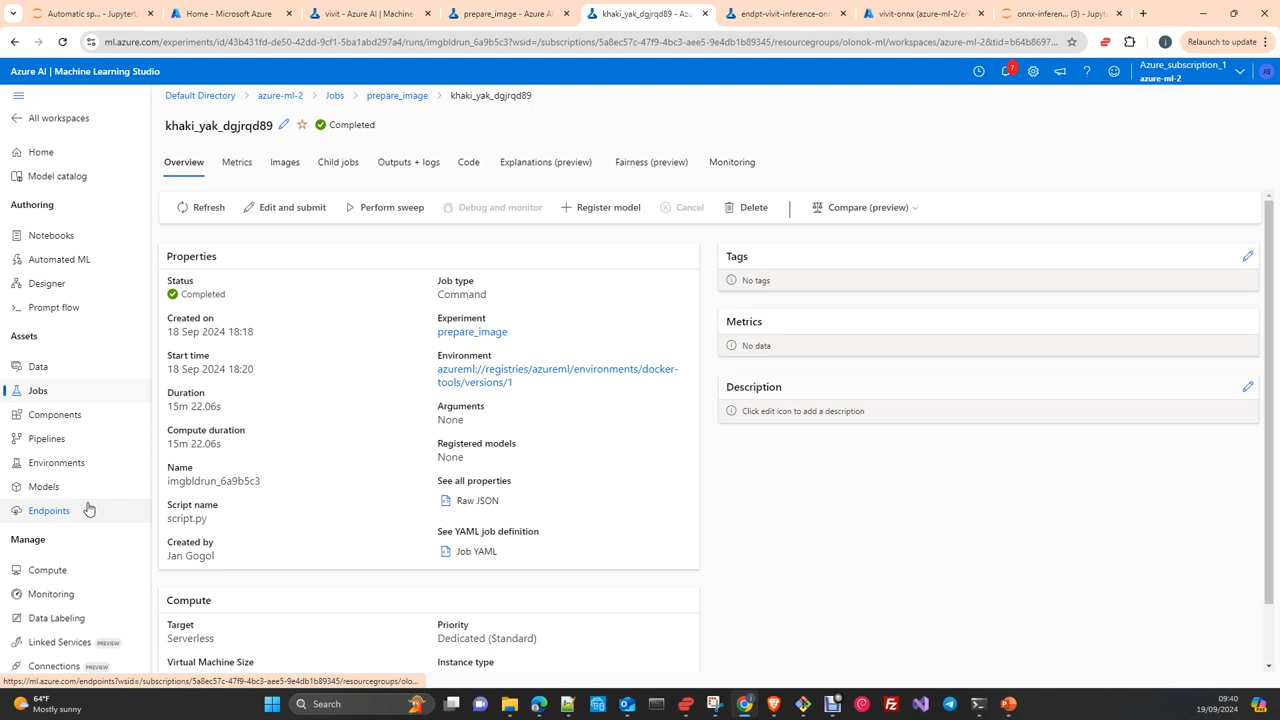 Automatic sp... - JupyterL
Home - Microsoft Azure
vivit - Azure AI | Machine
prepare_image - Azure AI
khaki_yak_dgjrqd89 - Az
endpt-vivit-inference-onn
vivit-onnx (azure-ml-2/en
onnx-inferen... (3) - Jupyt
ml.azure.com/experiments/id/43b431fd-de50-42dd-9cf1-5ba1abd297a4/runs/imgbldrun_6a9b5c3?wsid=/subscriptions/5a8ec57c-47f9-4bc3-aee5-9e4db1b89345/resourcegroups/olonok-ml/workspaces/azure-ml-2&tid=b64b8697...
Relaunch to update
Azure AI | Machine Learning Studio
7
Azure_subscription_1
azure-ml-2
JG
All workspaces
Home
Model catalog
Authoring
Notebooks
Automated ML
Designer
Prompt flow
Assets
Data
Jobs
Components
Pipelines
Environments
Models
Endpoints
Manage
Compute
Monitoring
Data Labeling
Linked Services PREVIEW
Connections PREVIEW
Default Directory > azure-ml-2 > Jobs > prepare_image > khaki_yak_dgjrqd89
khaki_yak_dgjrqd89 Completed
Overview Metrics Images Child jobs Outputs + logs Code Explanations (preview) Fairness (preview) Monitoring
Refresh Edit and submit Perform sweep Debug and monitor Register model Cancel Delete Compare (preview)
Properties
Status
Completed
Created on
18 Sep 2024 18:18
Start time
18 Sep 2024 18:20
Duration
15m 22.06s
Compute duration
15m 22.06s
Name
imgbldrun_6a9b5c3
Script name
script.py
Created by
Jan Gogol
Job type
Command
Experiment
prepare_image
Environment
azureml://registries/azureml/environments/docker-
tools/versions/1
Arguments
None
Registered models
None
See all properties
Raw JSON
See YAML job definition
Job YAML
Compute
Target
Serverless
Virtual Machine Size
Priority
Dedicated (Standard)
Instance type
Tags
No tags
Metrics
No data
Description
Click edit icon to add a description
https://ml.azure.com/endpoints?wsid=/subscriptions/5a8ec57c-47f9-4bc3-aee5-9e4db1b89345/resourcegroups/olo...
64°F
Mostly sunny
Search
09:40
19/09/2024